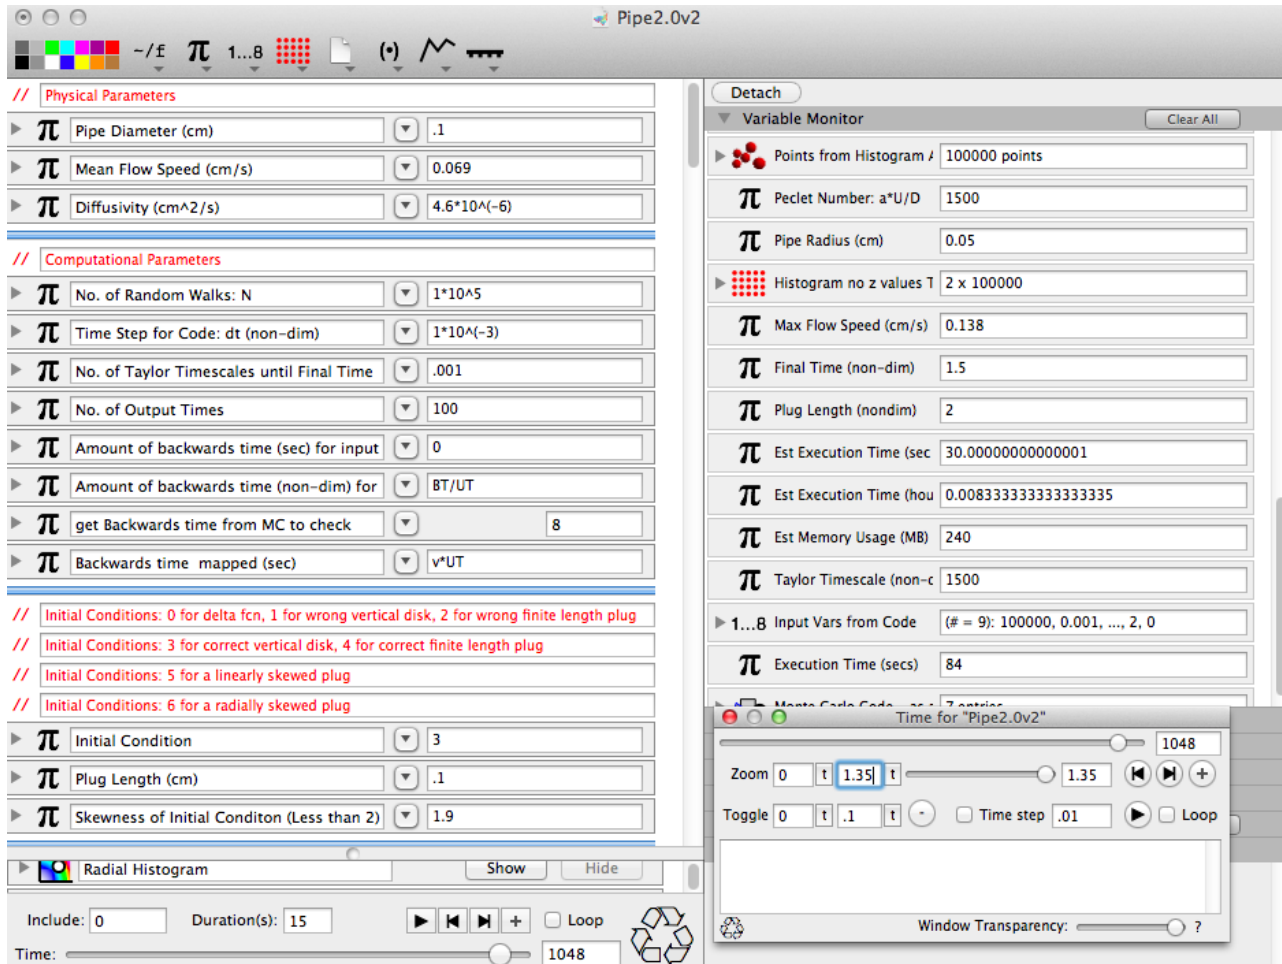 Pipe2.0v2
~/f π 1...8 (•)
// Physical Parameters
π Pipe Diameter (cm) .1
π Mean Flow Speed (cm/s) 0.069
π Diffusivity (cm^2/s) 4.6*10^(-6)
// Computational Parameters
π No. of Random Walks: N 1*10^5
π Time Step for Code: dt (non-dim) 1*10^(-3)
π No. of Taylor Timescales until Final Time .001
π No. of Output Times 100
π Amount of backwards time (sec) for input 0
π Amount of backwards time (non-dim) for BT/UT
π get Backwards time from MC to check 8
π Backwards time mapped (sec) v*UT
// Initial Conditions: 0 for delta fcn, 1 for wrong vertical disk, 2 for wrong finite length plug
// Initial Conditions: 3 for correct vertical disk, 4 for correct finite length plug
// Initial Conditions: 5 for a linearly skewed plug
// Initial Conditions: 6 for a radially skewed plug
π Initial Condition 3
π Plug Length (cm) .1
π Skewness of Initial Conditon (Less than 2) 1.9
Radial Histogram Show Hide
Include: 0 Duration(s): 15 Loop
Time: 1048
Detach
Variable Monitor Clear All
Points from Histogram 100000 points
π Peclet Number: a*U/D 1500
π Pipe Radius (cm) 0.05
Histogram no z values T 2 x 100000
π Max Flow Speed (cm/s) 0.138
π Final Time (non-dim) 1.5
π Plug Length (nondim) 2
π Est Execution Time (sec 30.00000000000001
π Est Execution Time (hou 0.008333333333333335
π Est Memory Usage (MB) 240
π Taylor Timescale (non-c 1500
1...8 Input Vars from Code (# = 9): 100000, 0.001, ..., 2, 0
π Execution Time (secs) 84
Monte Carlo Code 7 entries
Time for "Pipe2.0v2"
1048
Zoom 0 t 1.35 t 1.35 +
Toggle 0 t .1 t - Time step .01 Loop
Window Transparency: ?